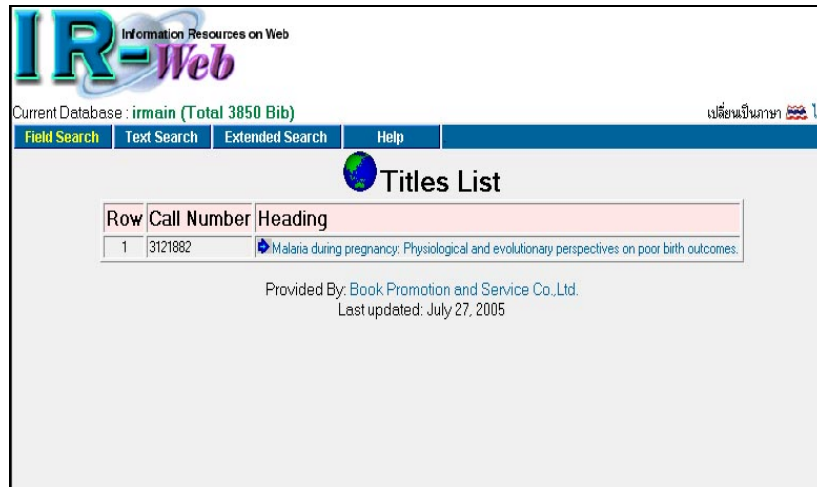 Information Resources on Web
IR-Web
Current Database : irmain (Total 3850 Bib)
เปลี่ยนเป็นภาษา
Field Search Text Search Extended Search Help
Titles List
Row Call Number Heading
1 3121882 Malaria during pregnancy: Physiological and evolutionary perspectives on poor birth outcomes.
Provided By: Book Promotion and Service Co.,Ltd.
Last updated: July 27, 2005